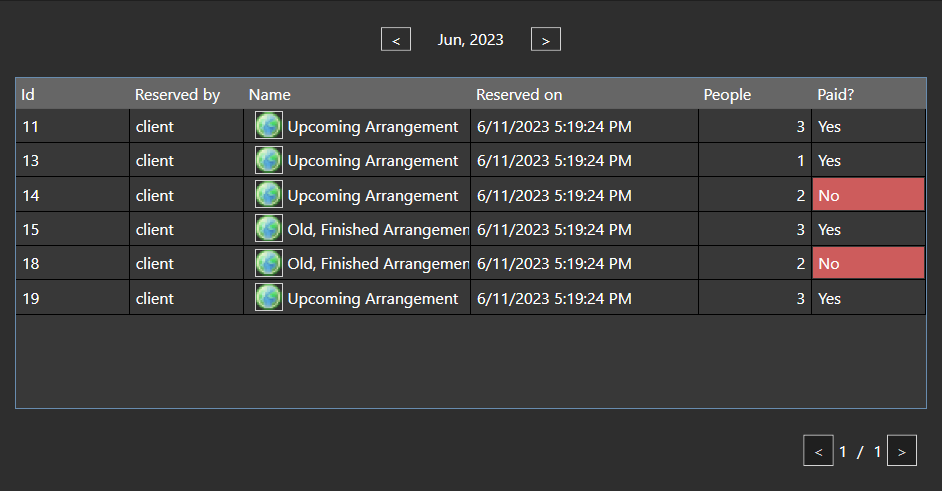 < Jun, 2023 >
Id Reserved by Name Reserved on People Paid?
11 client Upcoming Arrangement 6/11/2023 5:19:24 PM 3 Yes
13 client Upcoming Arrangement 6/11/2023 5:19:24 PM 1 Yes
14 client Upcoming Arrangement 6/11/2023 5:19:24 PM 2 No
15 client Old, Finished Arrangemen 6/11/2023 5:19:24 PM 3 Yes
18 client Old, Finished Arrangemen 6/11/2023 5:19:24 PM 2 No
19 client Upcoming Arrangement 6/11/2023 5:19:24 PM 3 Yes
< 1 / 1 >